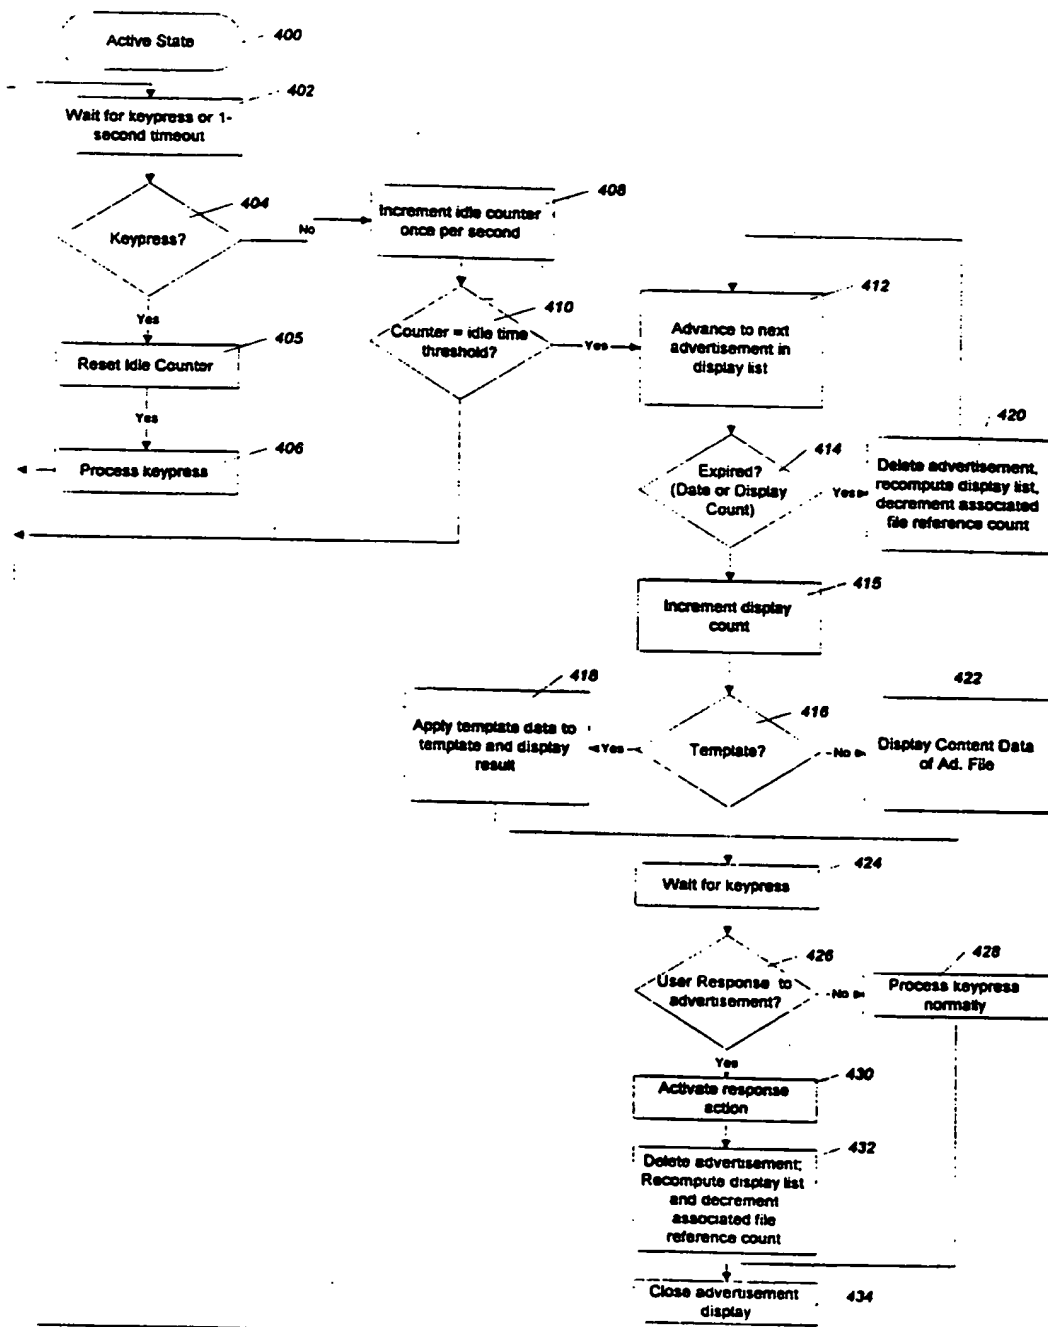 Active State
400
402
Wait for keypress or 1-
second timeout
404
Keypress?
No
408
Increment idle counter
once per second
Yes
405
Reset Idle Counter
Yes
406
Process keypress
410
Counter = idle time
threshold?
Yes
412
Advance to next
advertisement in
display list
414
Expired?
(Date or Display
Count)
Yes
420
Delete advertisement,
recompute display list,
decrement associated
file reference count
415
Increment display
count
416
Template?
Yes
418
Apply template data to
template and display
result
No
422
Display Content Data
of Ad. File
424
Wait for keypress
426
User Response to
advertisement?
No
428
Process keypress
normally
Yes
430
Activate response
action
432
Delete advertisement;
Recompute display list
and decrement
associated file
reference count
Close advertisement
display
434